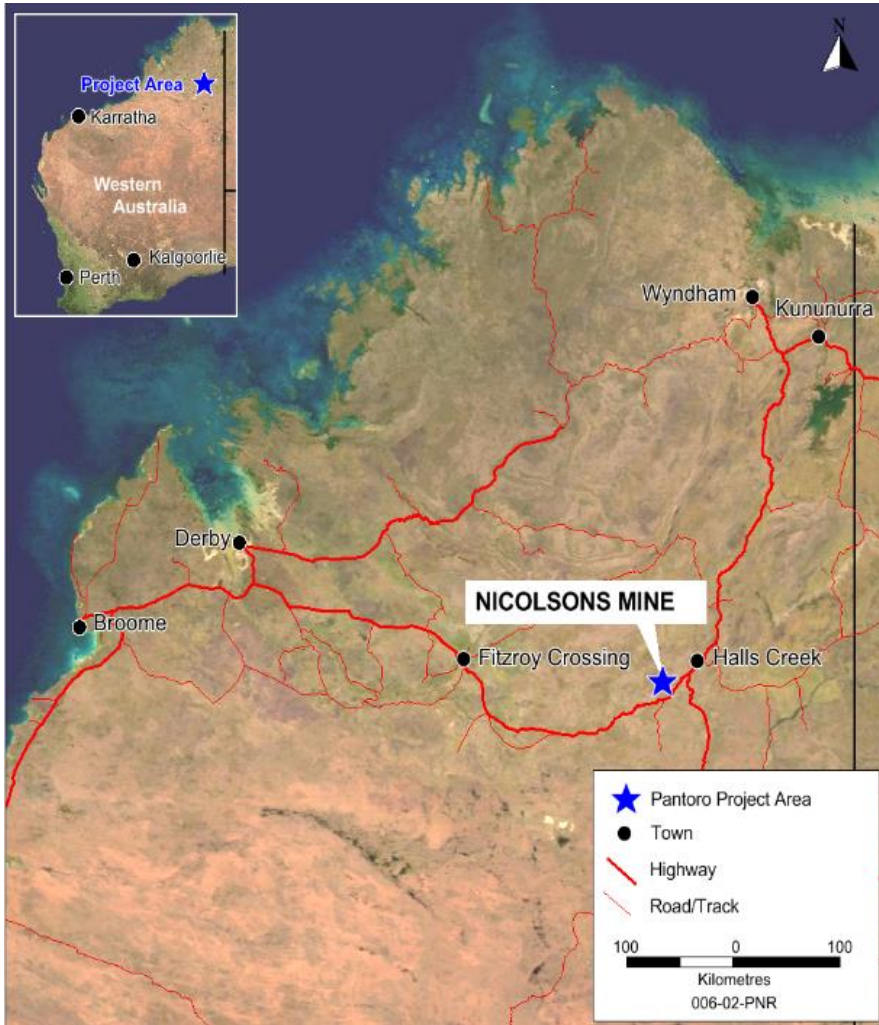 Project Area
Karratha
Western
Australia
Kalgoorlie
Perth
N
Wyndham
Kununurra
Derby
Broome
NICOLSONS MINE
Fitzroy Crossing
Halls Creek
Pantoro Project Area
Town
Highway
Road/Track
100 0 100
Kilometres
006-02-PNR